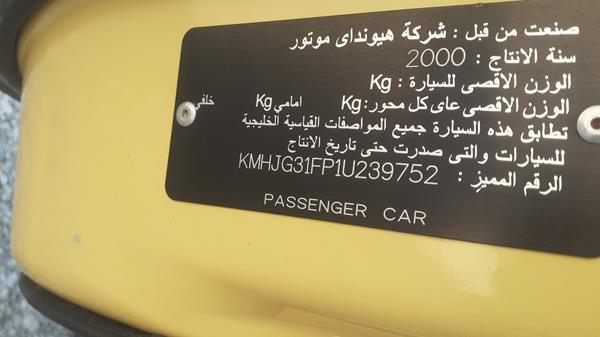 صنعت من قبل : شركة هيونداى موتور
سنة الانتاج : 2000
الوزن الاقصى للسيارة : Kg
الوزن الاقصى عاى كل محور: Kg امامي Kg خلفي
تطابق هذه السيارة جميع المواصفات القياسية الخليجية
للسيارات والتى صدرت حتى تاريخ الانتاج
الرقم المميز : KMHJG31FP1U239752
PASSENGER CAR